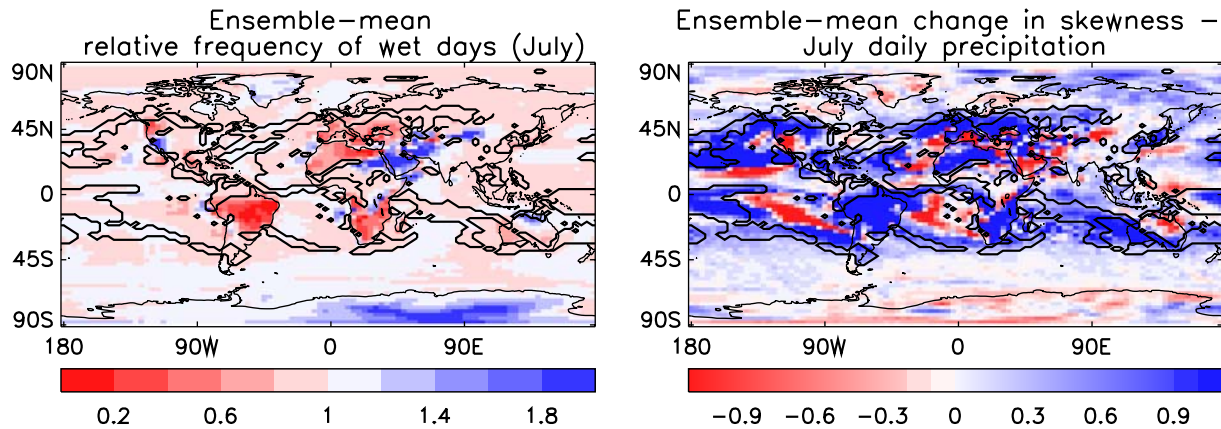 Ensemble−mean
relative frequency of wet days (July)
90N
45N
0
45S
90S
180
90W
0
90E
0.2
0.6
1
1.4
1.8
Ensemble−mean change in skewness −
July daily precipitation
90N
45N
0
45S
90S
180
90W
0
90E
−0.9
−0.6
−0.3
0
0.3
0.6
0.9